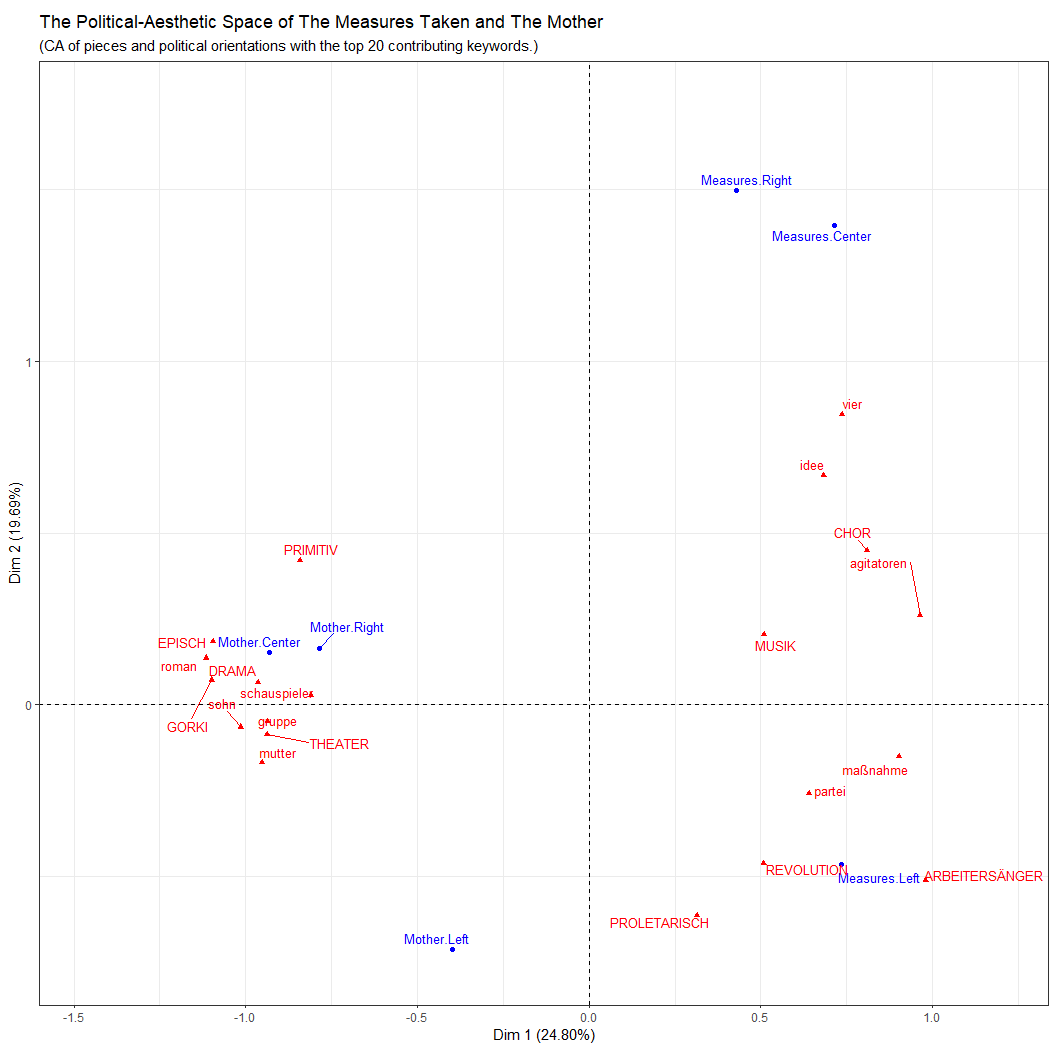 The Political-Aesthetic Space of The Measures Taken and The Mother
(CA of pieces and political orientations with the top 20 contributing keywords.)
Measures.Right
Measures.Center
1
vier
idee
CHOR
agitatoren
PRIMITIV
Mother.Right
EPISCH
Mother.Center
MUSIK
roman
DRAMA
schauspieler
sohn
0
gruppe
GORKI
THEATER
mutter
maßnahme
partei
REVOLUTION
Measures.Left
ARBEITERSÄNGER
PROLETARISCH
Mother.Left
Dim 2 (19.69%)
-1.5
-1.0
-0.5
0.0
0.5
1.0
Dim 1 (24.80%)